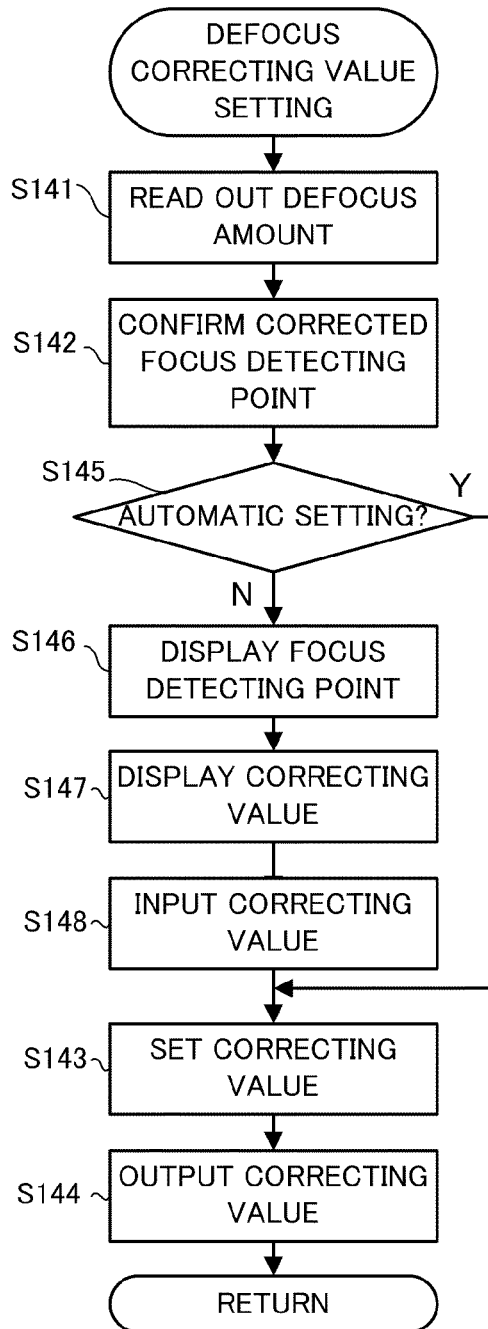 DEFOCUS
CORRECTING VALUE
SETTING
S141
READ OUT DEFOCUS
AMOUNT
S142
CONFIRM CORRECTED
FOCUS DETECTING
POINT
S145
AUTOMATIC SETTING?
Y
N
S146
DISPLAY FOCUS
DETECTING POINT
S147
DISPLAY CORRECTING
VALUE
S148
INPUT CORRECTING
VALUE
S143
SET CORRECTING
VALUE
S144
OUTPUT CORRECTING
VALUE
RETURN